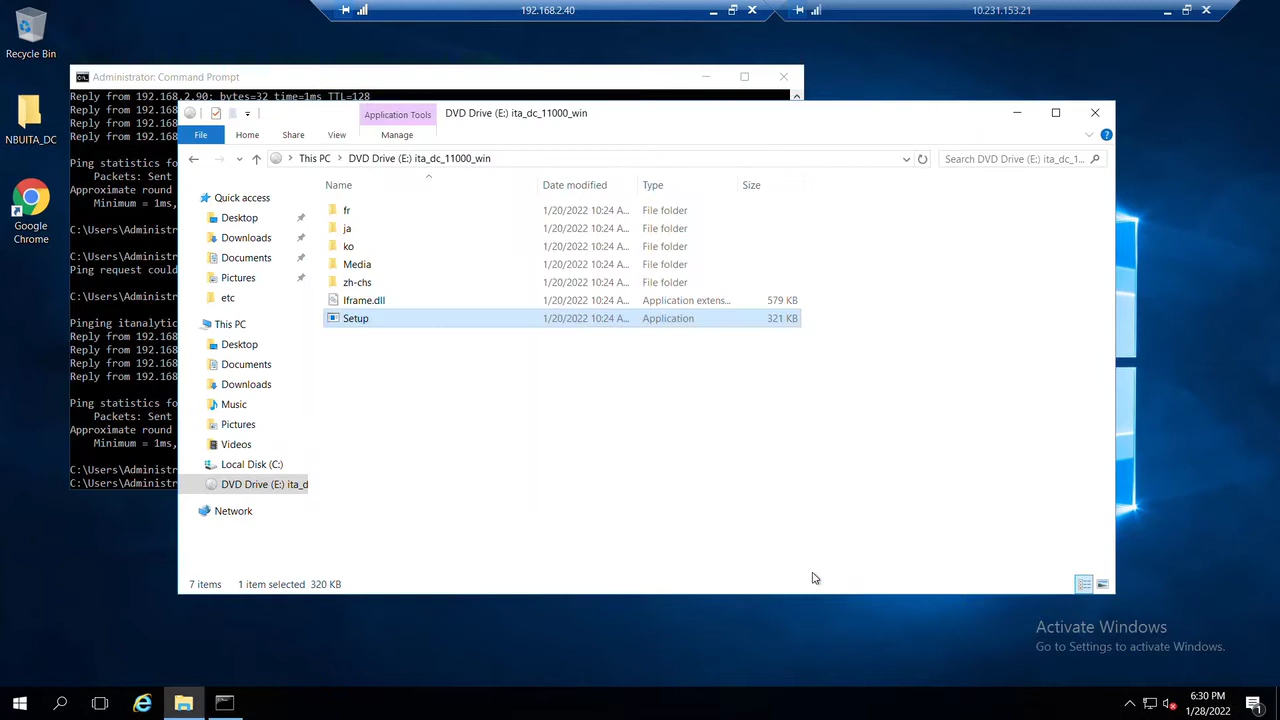 192.168.2.40
10.231.153.21
Recycle Bin
NBUITA_DC
Google
Chrome
Administrator: Command Prompt
Reply from 192.168.2.90: bytes=32 time=1ms TTL=128
Reply from 192.168
Reply from 192.168
Reply from 192.168
Ping statistics fo
Packets: Sent
Approximate round
Minimum = 1ms,
C:\Users\Administr
C:\Users\Administr
Ping request could
C:\Users\Administr
Pinging itanalytic
Reply from 192.168
Reply from 192.168
Reply from 192.168
Reply from 192.168
Ping statistics fo
Packets: Sent
Approximate round
Minimum = 1ms,
C:\Users\Administr
C:\Users\Administr
Application Tools
DVD Drive (E:) ita_dc_11000_win
File Home Share View Manage
This PC DVD Drive (E:) ita_dc_11000_win
Search DVD Drive (E:) ita_dc_1...
Quick access
Desktop
Downloads
Documents
Pictures
etc
This PC
Desktop
Documents
Downloads
Music
Pictures
Videos
Local Disk (C:)
DVD Drive (E:) ita_d
Network
Name Date modified Type Size
fr 1/20/2022 10:24 A... File folder
ja 1/20/2022 10:24 A... File folder
ko 1/20/2022 10:24 A... File folder
Media 1/20/2022 10:24 A... File folder
zh-chs 1/20/2022 10:24 A... File folder
Iframe.dll 1/20/2022 10:24 A... Application extens... 579 KB
Setup 1/20/2022 10:24 A... Application 321 KB
7 items 1 item selected 320 KB
Activate Windows
Go to Settings to activate Windows.
6:30 PM
1/28/2022
1